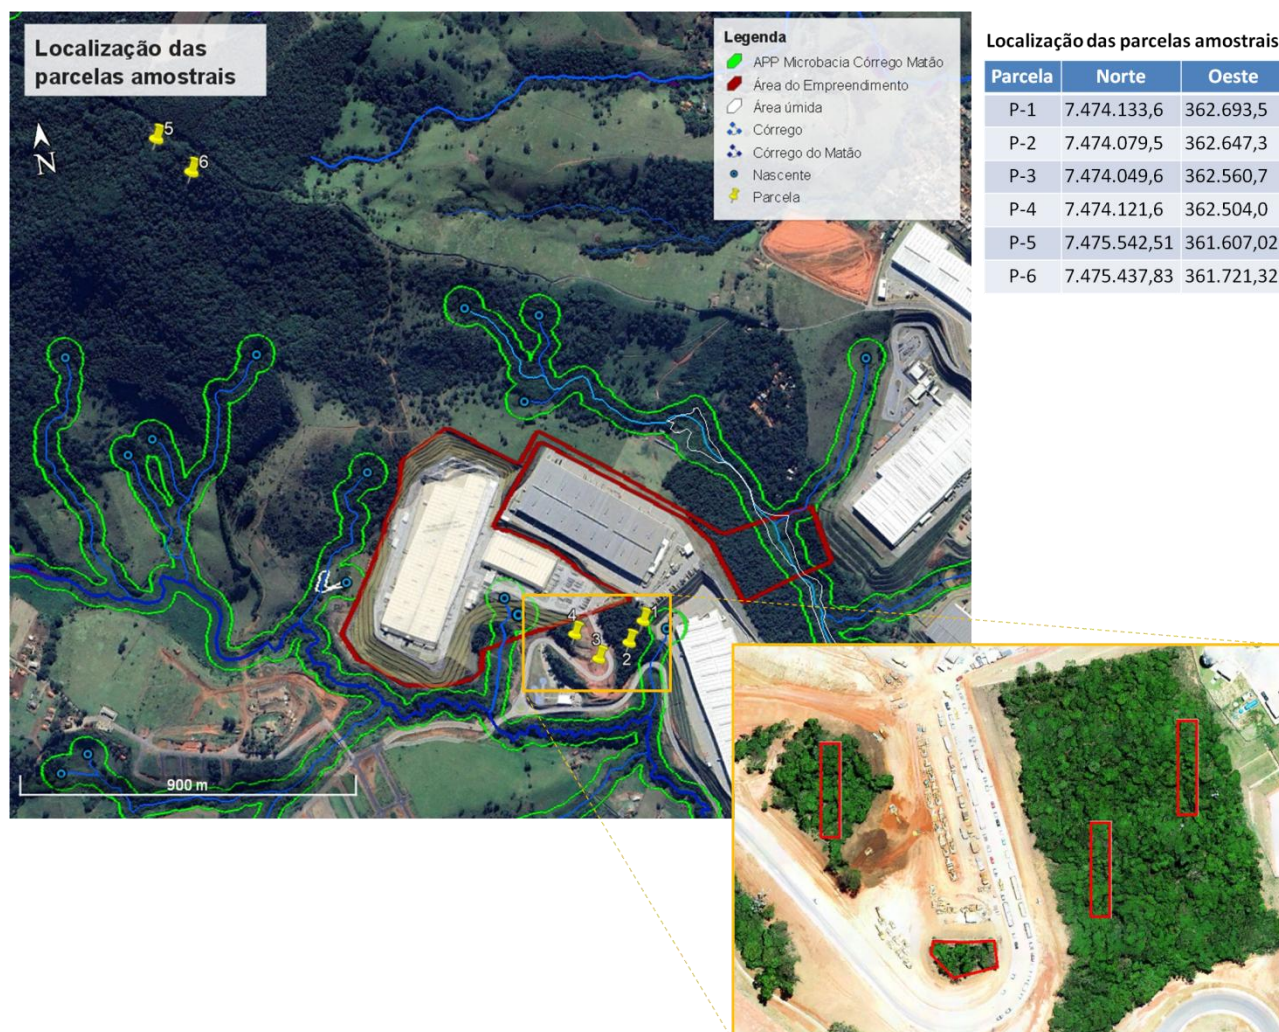 Localização das
parcelas amostrais
N
5
6
Legenda
APP Microbacia Córrego Matão
Área do Empreendimento
Área úmida
Córrego
Córrego do Matão
Nascente
Parcela
4
3
1
2
900 m
Localização das parcelas amostrais
Parcela Norte Oeste
P-1 7.474.133,6 362.693,5
P-2 7.474.079,5 362.647,3
P-3 7.474.049,6 362.560,7
P-4 7.474.121,6 362.504,0
P-5 7.475.542,51 361.607,02
P-6 7.475.437,83 361.721,32